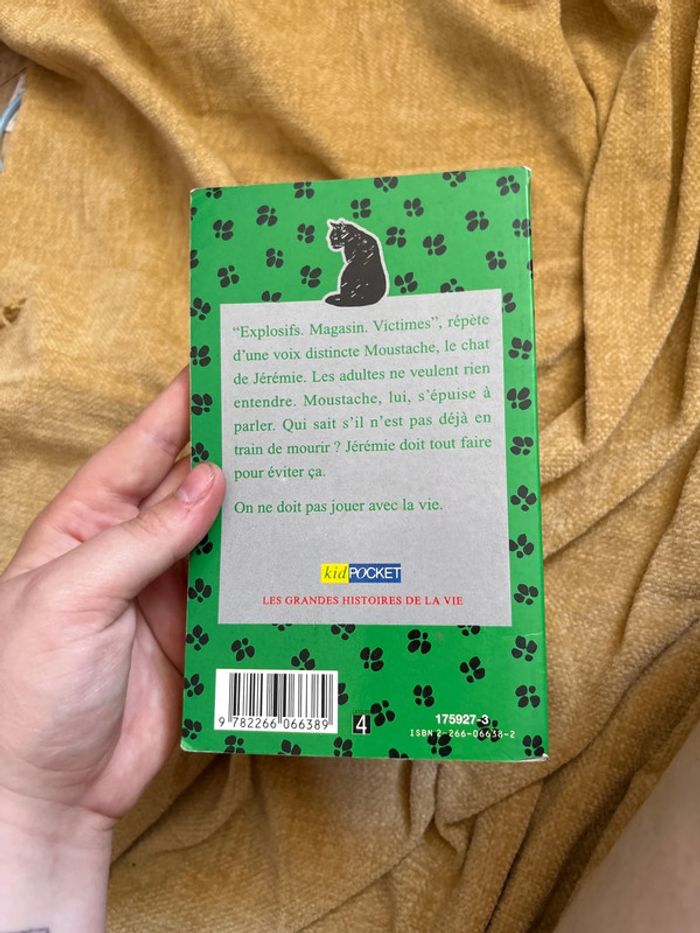 “Explosifs. Magasin. Victimes”, répète
d’une voix distincte Moustache, le chat
de Jérémie. Les adultes ne veulent rien
entendre. Moustache, lui, s’épuise à
parler. Qui sait s’il n’est pas déjà en
train de mourir ? Jérémie doit tout faire
pour éviter ça.
On ne doit pas jouer avec la vie.
kid POCKET
LES GRANDES HISTOIRES DE LA VIE
9 782266 066389
4
175927-3
ISBN 2-266-06638-2